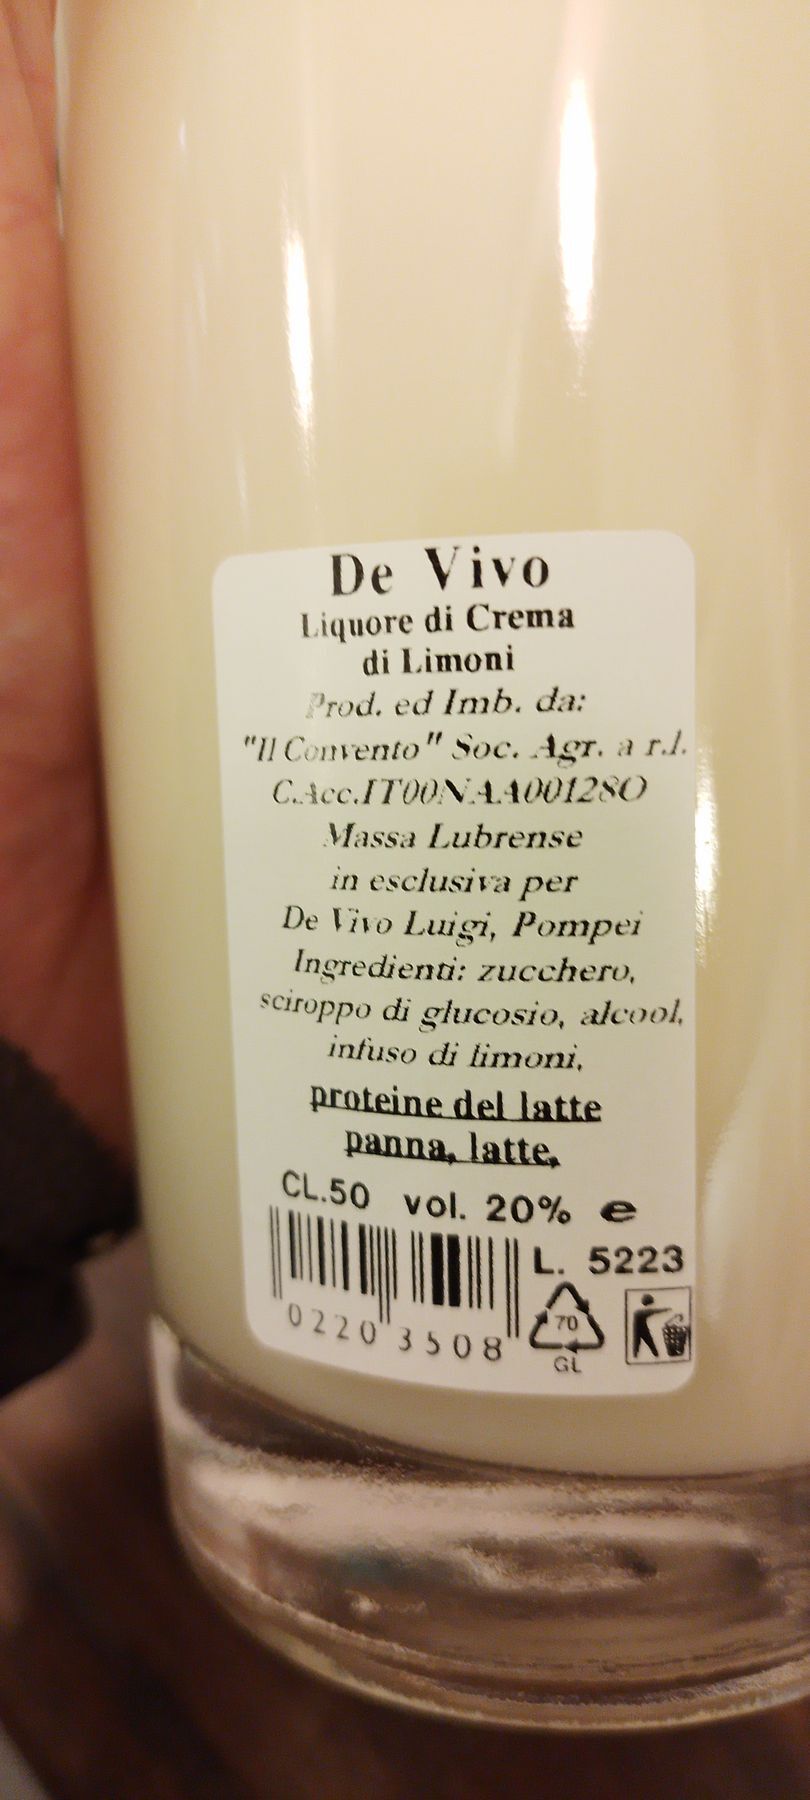 De Vivo
Liquore di Crema
di Limoni
Prod. ed Imb. da:
"Il Convento" Soc. Agr. a r.l.
C.Acc.IT00NAA00128O
Massa Lubrense
in esclusiva per
De Vivo Luigi, Pompei
Ingredienti: zucchero,
sciroppo di glucosio, alcool,
infuso di limoni,
proteine del latte
panna, latte,
CL.50 vol. 20% e
L. 5223
0220 3508
70
GL